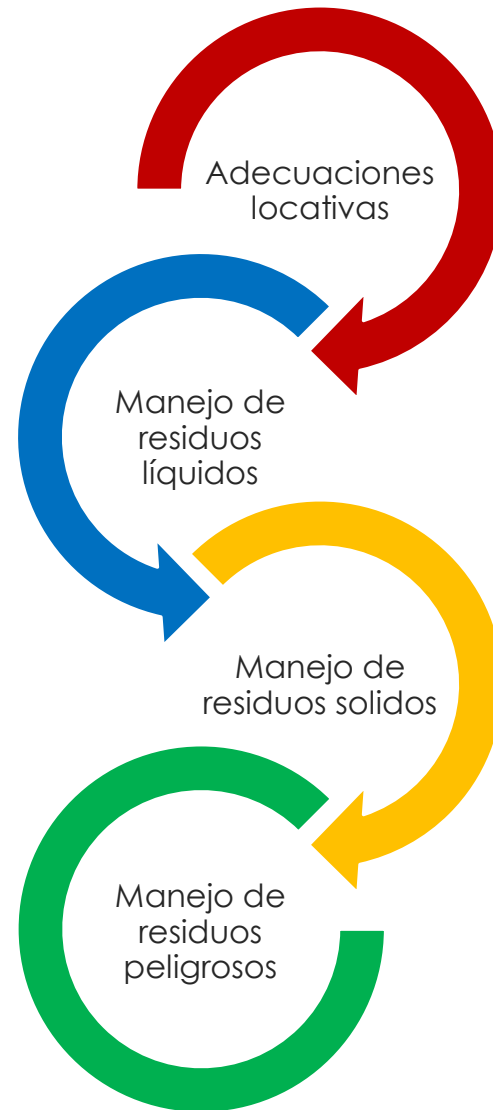 Adecuaciones
locativas
Manejo de
residuos
líquidos
Manejo de
residuos solidos
Manejo de
residuos
peligrosos